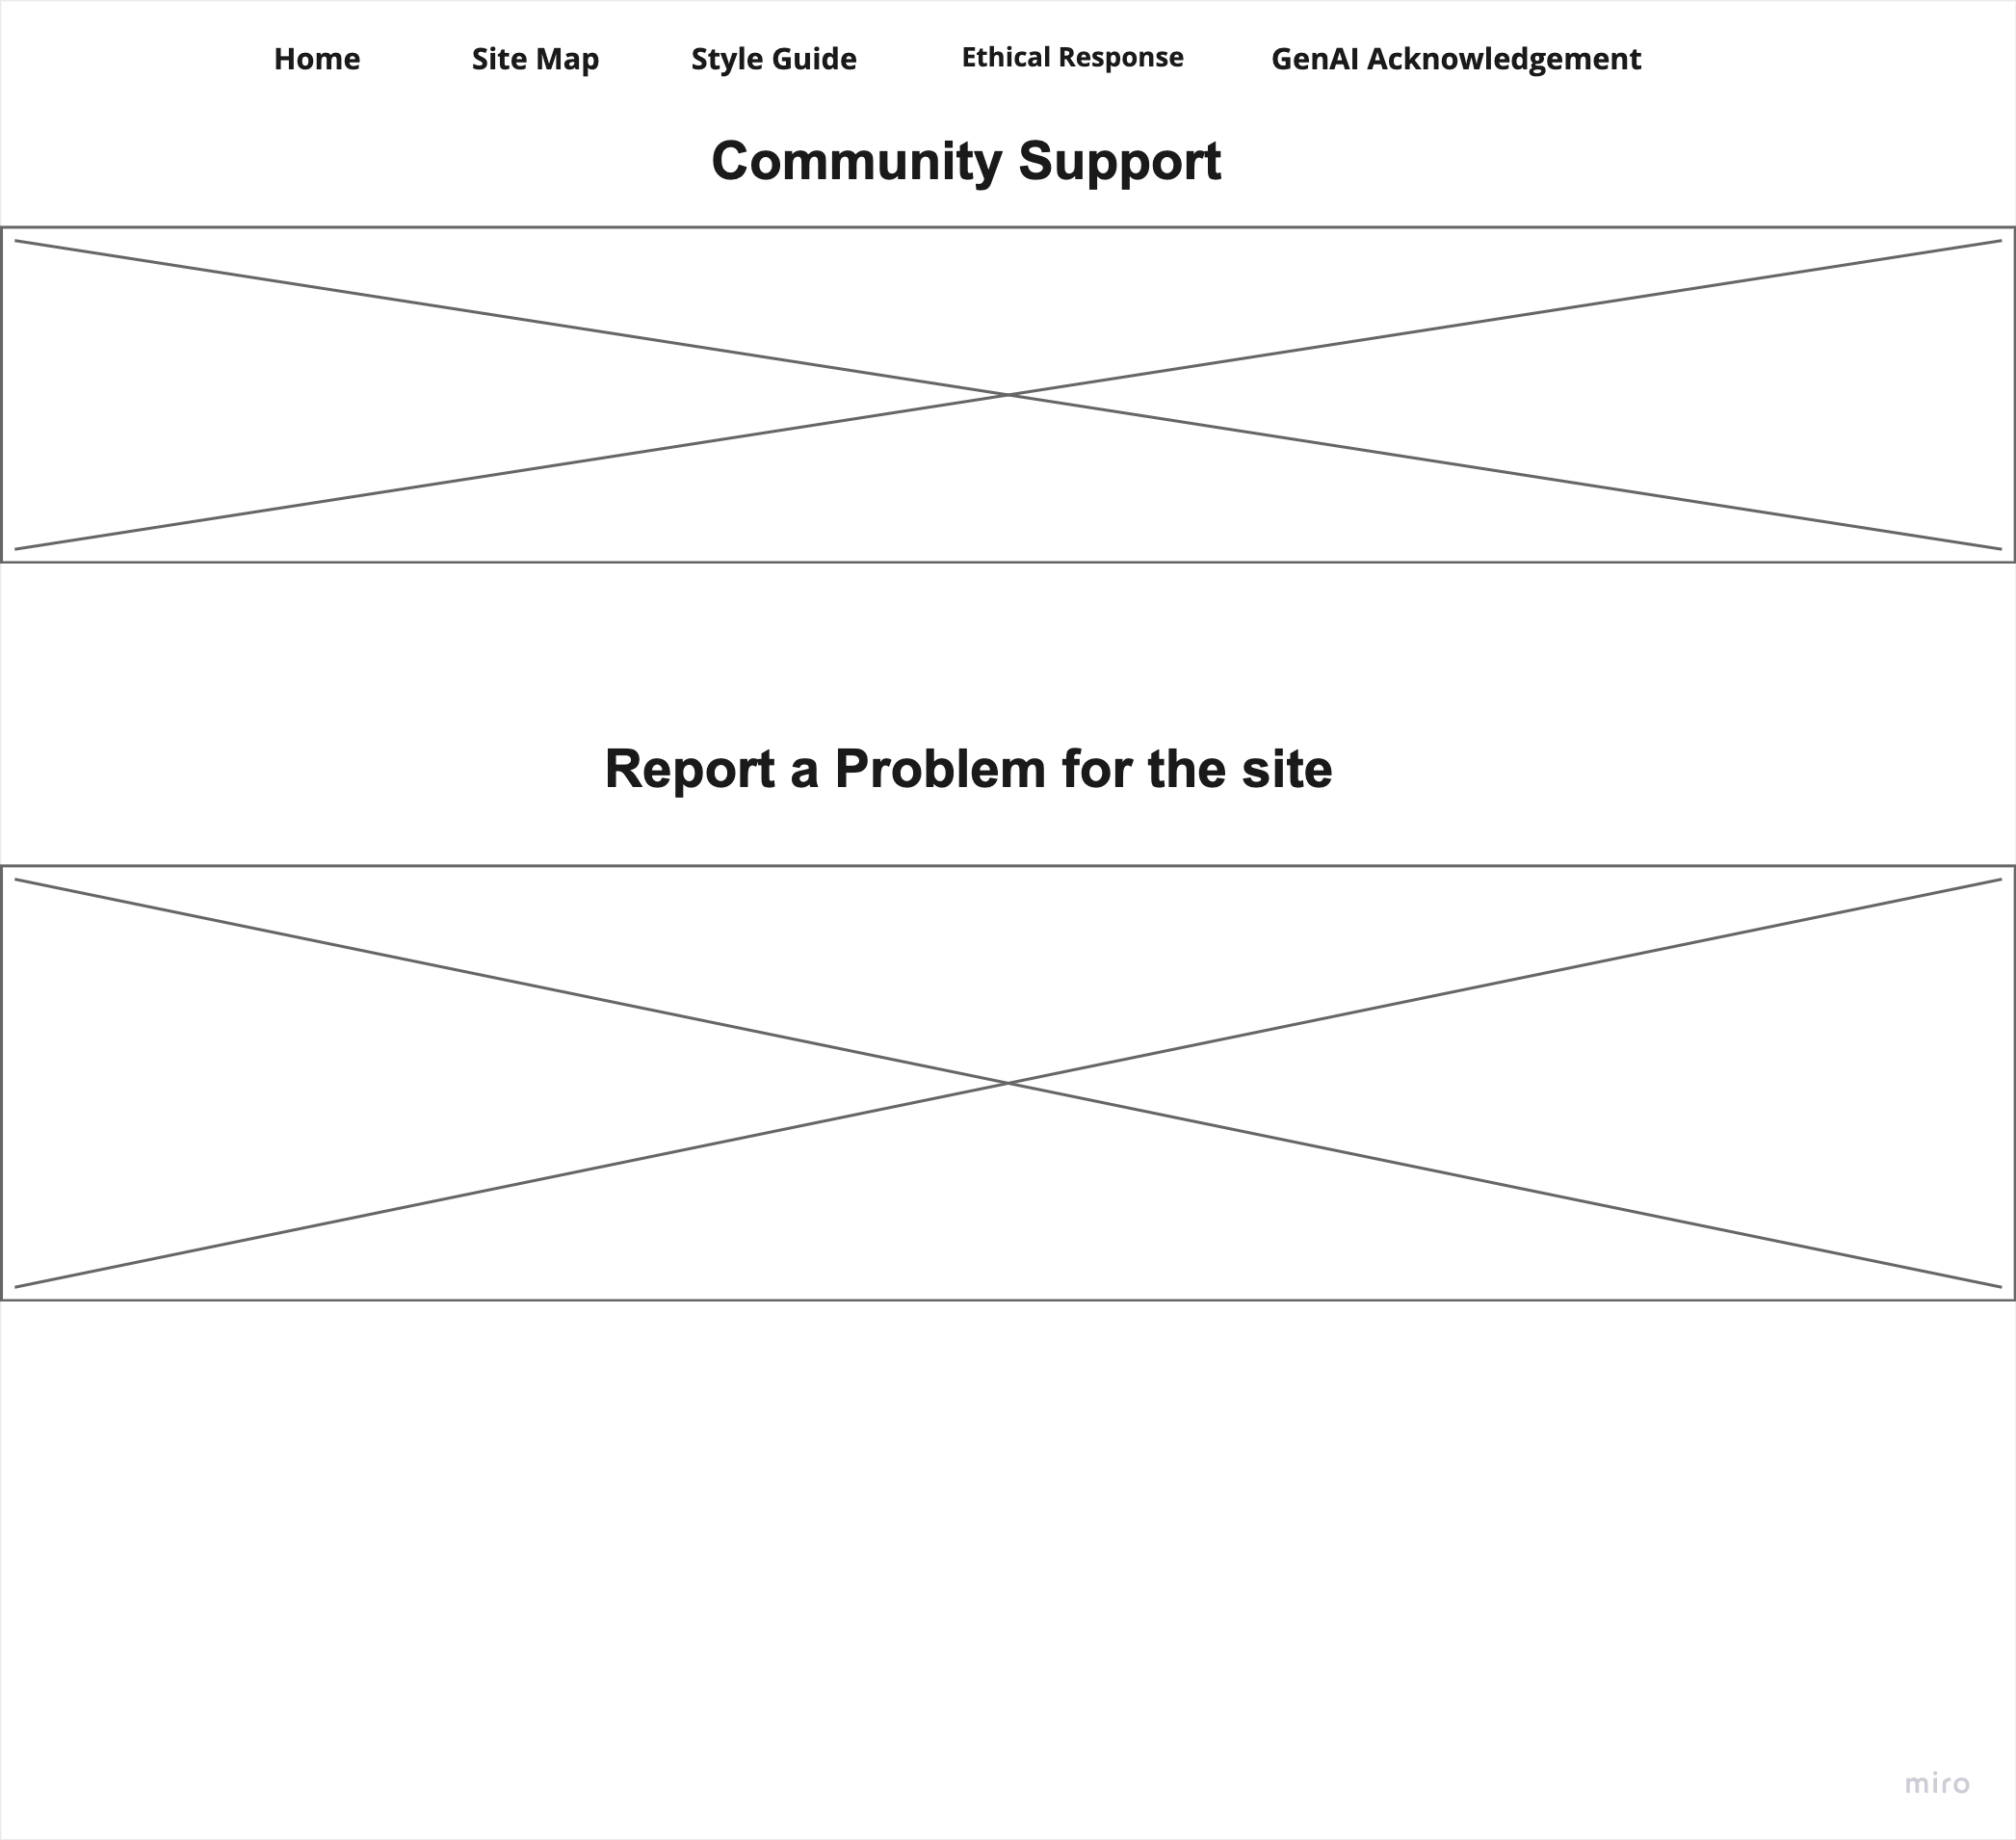 Home Site Map Style Guide Ethical Response GenAI Acknowledgement
Community Support
Report a Problem for the site
miro